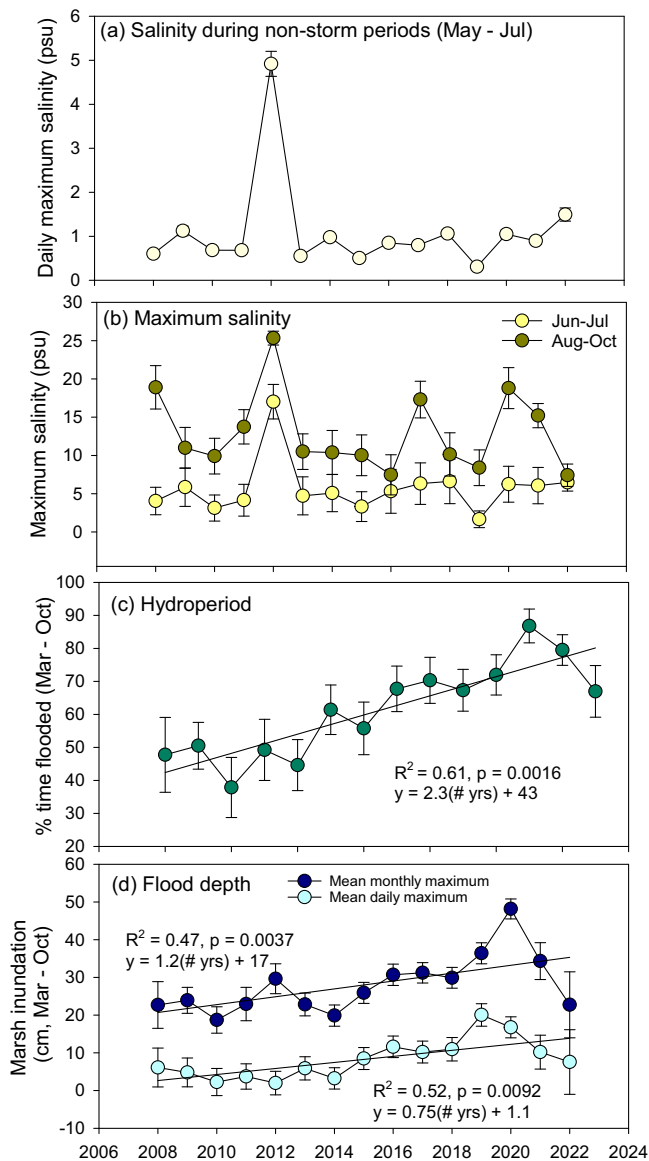 (a) Salinity during non-storm periods (May - Jul)
Daily maximum salinity (psu)
6
5
4
3
2
1
0
(b) Maximum salinity
Jun-Jul
Aug-Oct
Maximum salinity (psu)
30
25
20
15
10
5
0
(c) Hydroperiod
% time flooded (Mar - Oct)
100
90
80
70
60
50
40
30
20
R² = 0.61, p = 0.0016
y = 2.3(# yrs) + 43
(d) Flood depth
Mean monthly maximum
Mean daily maximum
Marsh inundation
(cm, Mar - Oct)
60
50
40
30
20
10
0
-10
R² = 0.47, p = 0.0037
y = 1.2(# yrs) + 17
R² = 0.52, p = 0.0092
y = 0.75(# yrs) + 1.1
2006 2008 2010 2012 2014 2016 2018 2020 2022 2024